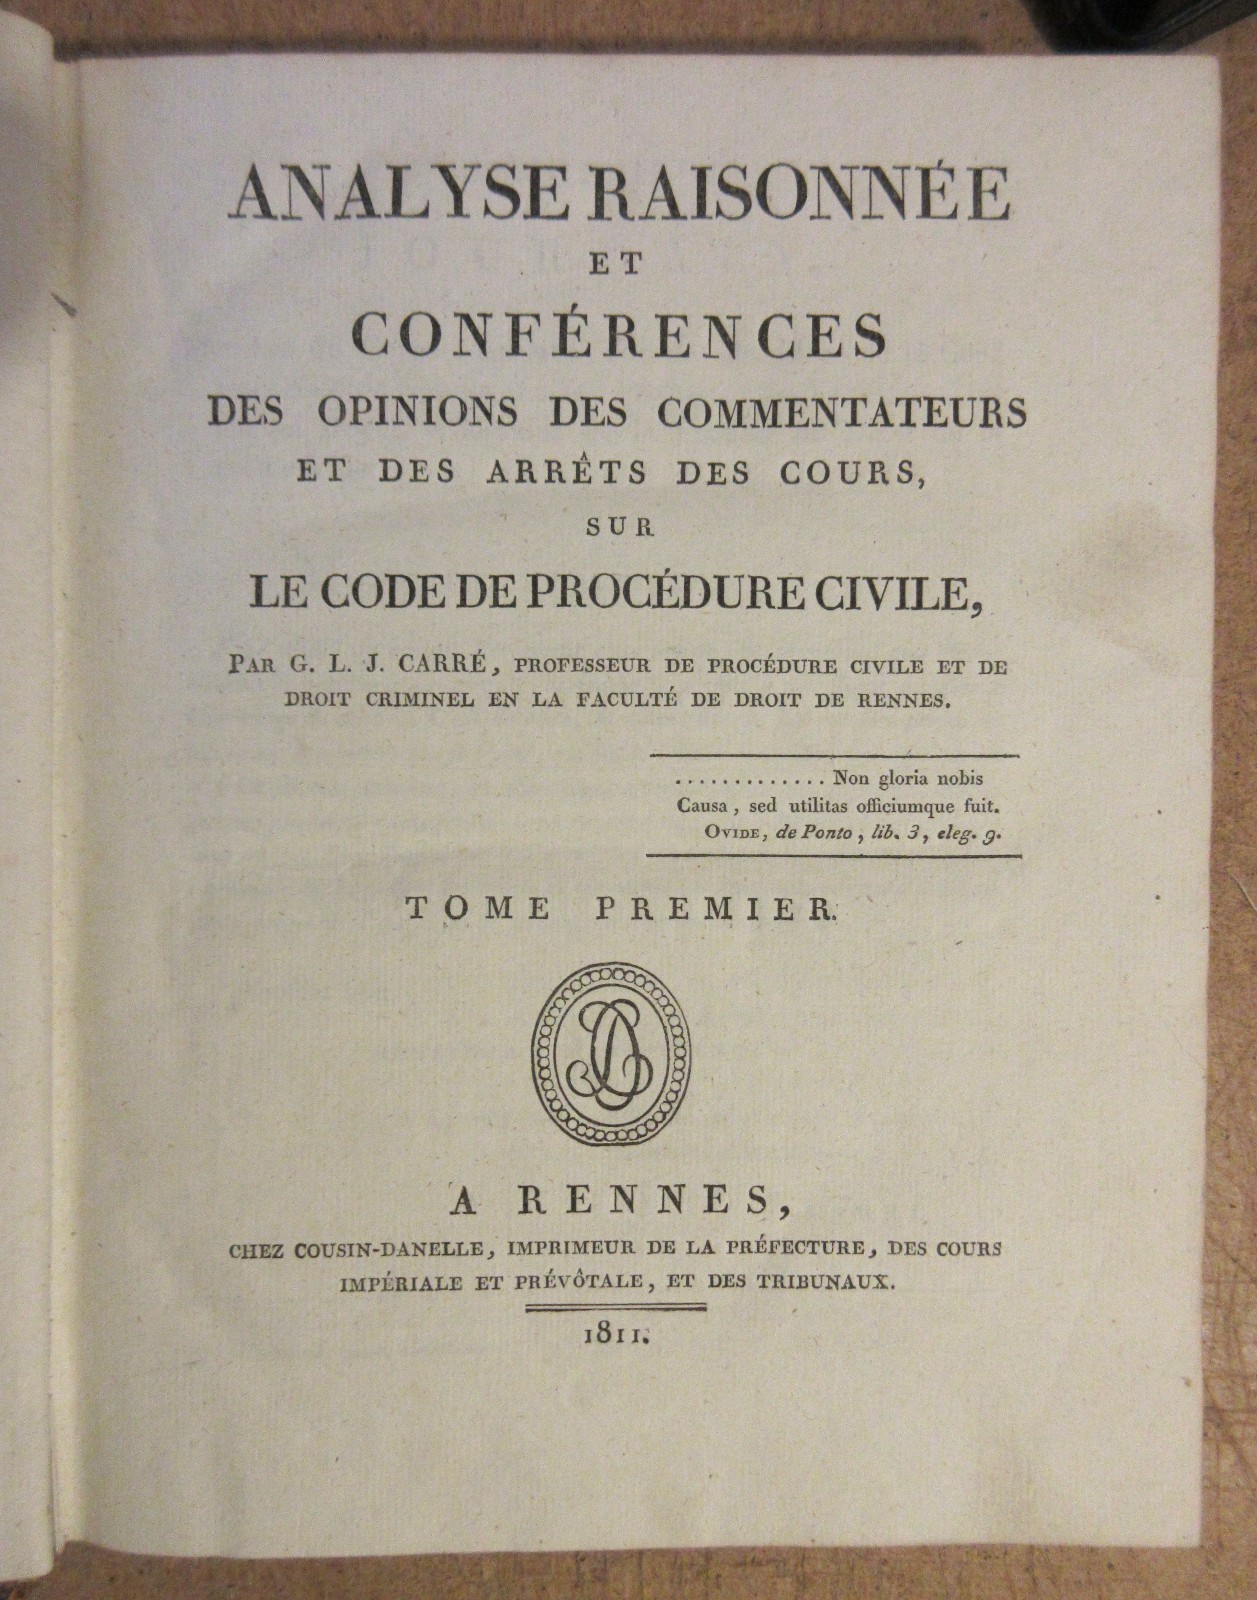 ANALYSE RAISONNÉE
ET
CONFÉRENCES
DES OPINIONS DES COMMENTATEURS
ET DES ARRÊTS DES COURS,
SUR
LE CODE DE PROCÉDURE CIVILE,
PAR G. L. J. CARRÉ, PROFESSEUR DE PROCÉDURE CIVILE ET DE
DROIT CRIMINEL EN LA FACULTÉ DE DROIT DE RENNES.
............. Non gloria nobis
Causa, sed utilitas officiumque fuit.
OVIDE, de Ponto, lib. 3, eleg. 9.
TOME PREMIER.
A RENNES,
CHEZ COUSIN-DANELLE, IMPRIMEUR DE LA PRÉFECTURE, DES COURS
IMPÉRIALE ET PRÉVÔTALE, ET DES TRIBUNAUX.
1811.